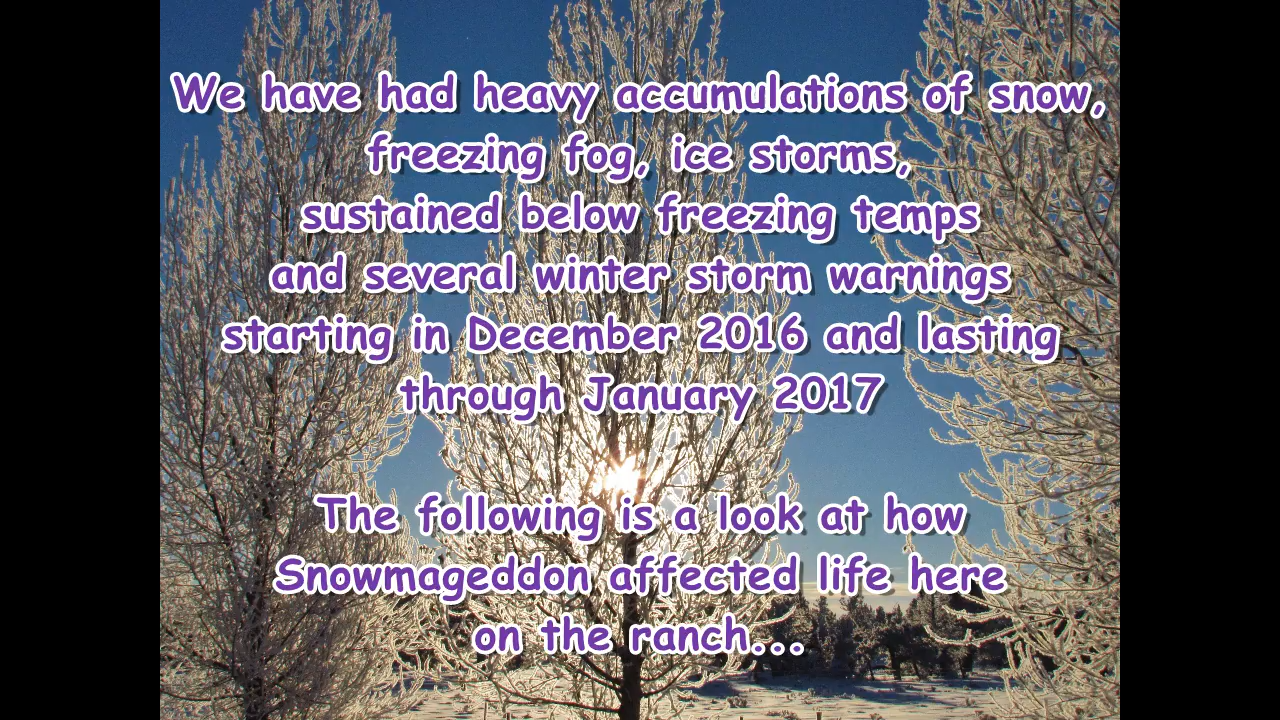 We have had heavy accumulations of snow,
freezing fog, ice storms,
sustained below freezing temps
and several winter storm warnings
starting in December 2016 and lasting
through January 2017
The following is a look at how
Snowmageddon affected life here
on the ranch...